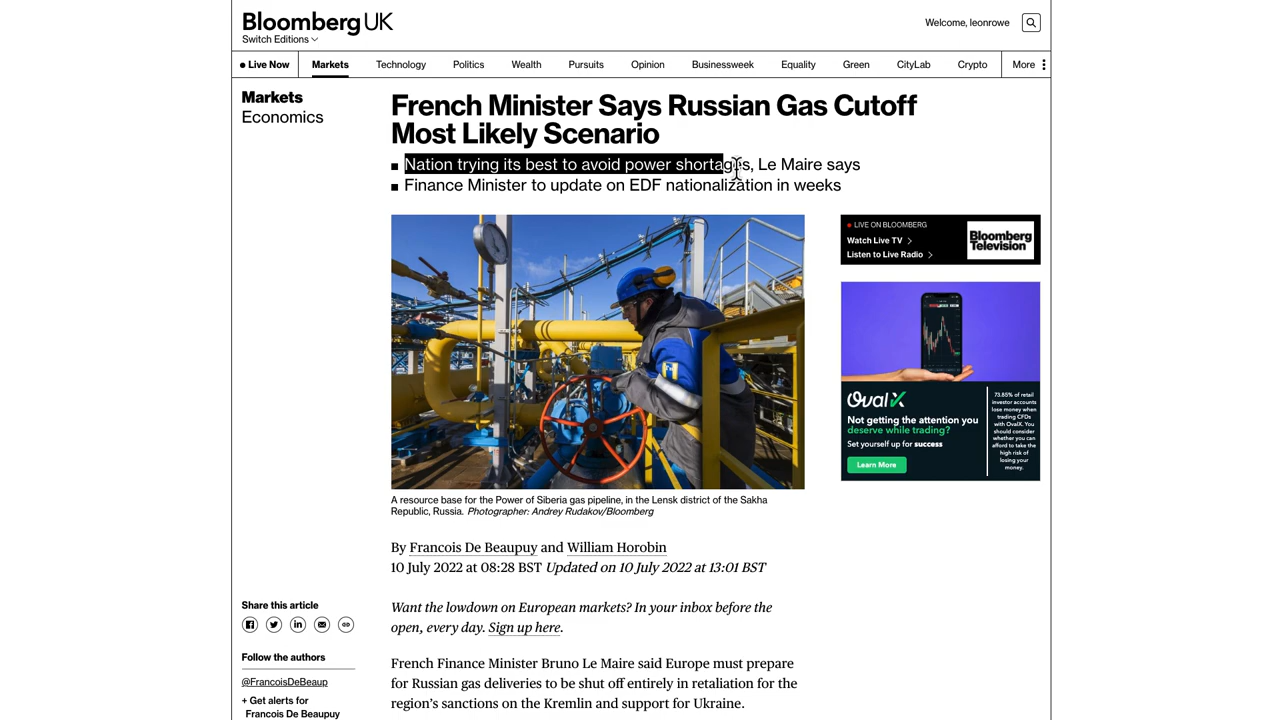 Bloomberg UK
Switch Editions
Welcome, leonrowe
Live Now
Markets
Technology
Politics
Wealth
Pursuits
Opinion
Businessweek
Equality
Green
CityLab
Crypto
More
Markets
Economics
French Minister Says Russian Gas Cutoff
Most Likely Scenario
Nation trying its best to avoid power shortages, Le Maire says
Finance Minister to update on EDF nationalization in weeks
LIVE ON BLOOMBERG
Watch Live TV
Listen to Live Radio
Bloomberg
Television
OvalX
Not getting the attention you
deserve while trading?
Set yourself up for success
Learn More
73.85% of retail
investor accounts
lose money when
trading CFDs
with OvalX. You
should consider
whether you can
afford to take the
high risk of
losing your
money.
A resource base for the Power of Siberia gas pipeline, in the Lensk district of the Sakha
Republic, Russia. Photographer: Andrey Rudakov/Bloomberg
By Francois De Beaupuy and William Horobin
10 July 2022 at 08:28 BST Updated on 10 July 2022 at 13:01 BST
Want the lowdown on European markets? In your inbox before the
open, every day. Sign up here.
French Finance Minister Bruno Le Maire said Europe must prepare
for Russian gas deliveries to be shut off entirely in retaliation for the
region's sanctions on the Kremlin and support for Ukraine.
Share this article
Follow the authors
@FrancoisDeBeaup
+ Get alerts for
Francois De Beaupuy